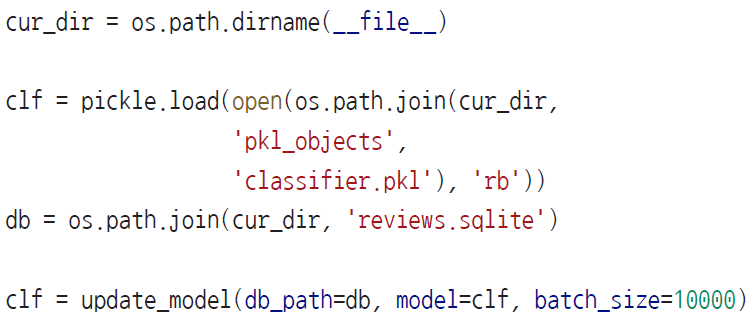 cur_dir = os.path.dirname(__file__)
clf = pickle.load(open(os.path.join(cur_dir,
'pkl_objects',
'classifier.pkl'), 'rb'))
db = os.path.join(cur_dir, 'reviews.sqlite')
clf = update_model(db_path=db, model=clf, batch_size=10000)